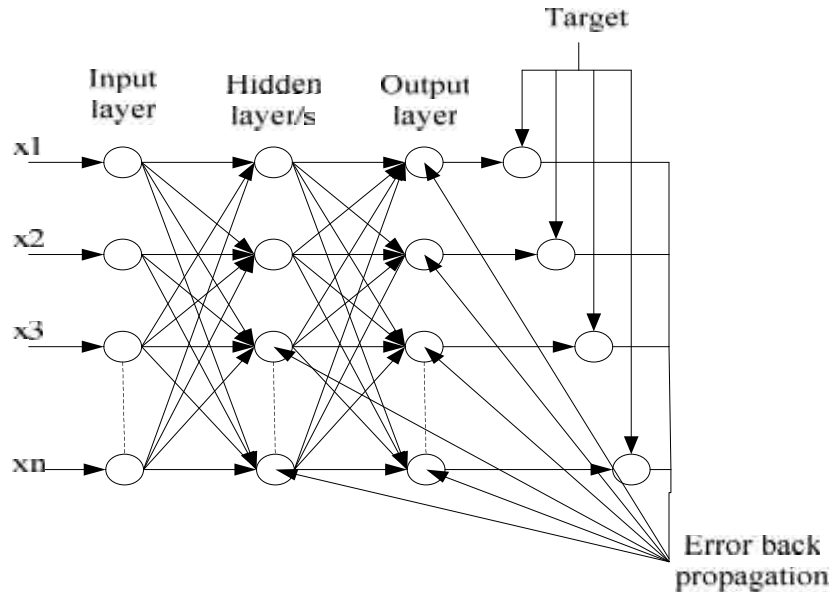 Target
Input
layer
Hidden
layer/s
Output
layer
x1
x2
x3
xn
Error back
propagation